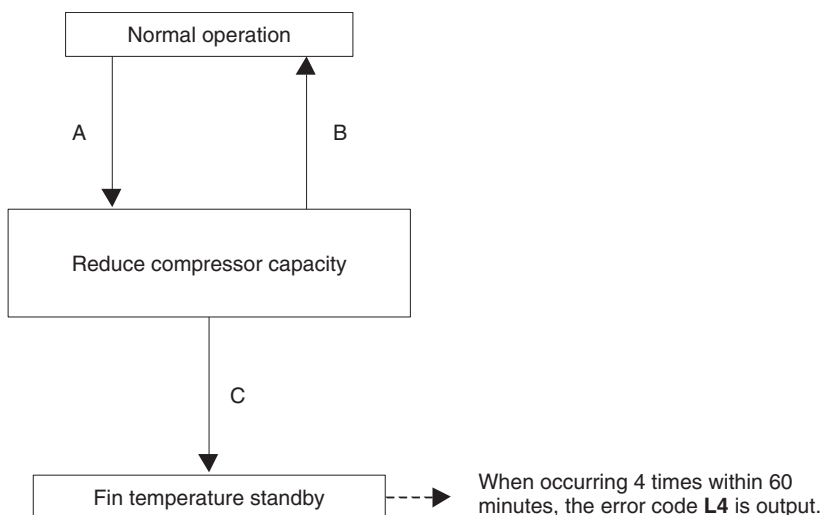 Normal operation
A
B
Reduce compressor capacity
C
Fin temperature standby
When occurring 4 times within 60
minutes, the error code L4 is output.